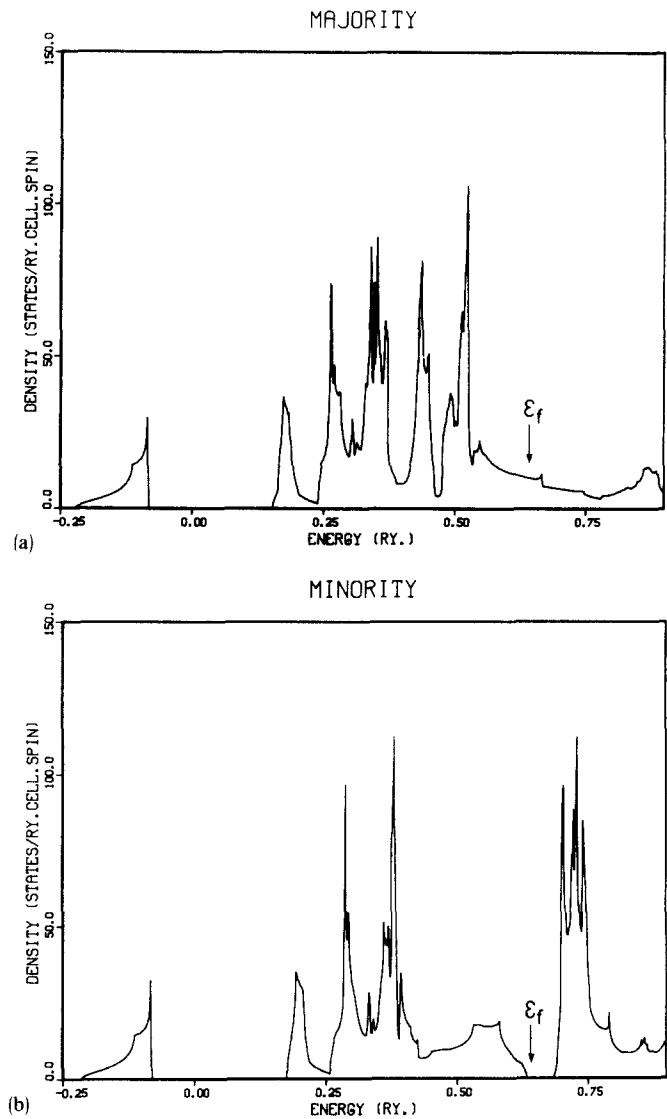 MAJORITY
150.0
100.0
50.0
0.0
DENSITY (STATES/RY.CELL.SPIN)
εf
-0.25
0.00
0.25
0.50
0.75
ENERGY (RY.)
(a)
MINORITY
150.0
100.0
50.0
0.0
DENSITY (STATES/RY.CELL.SPIN)
εf
-0.25
0.00
0.25
0.50
0.75
ENERGY (RY.)
(b)